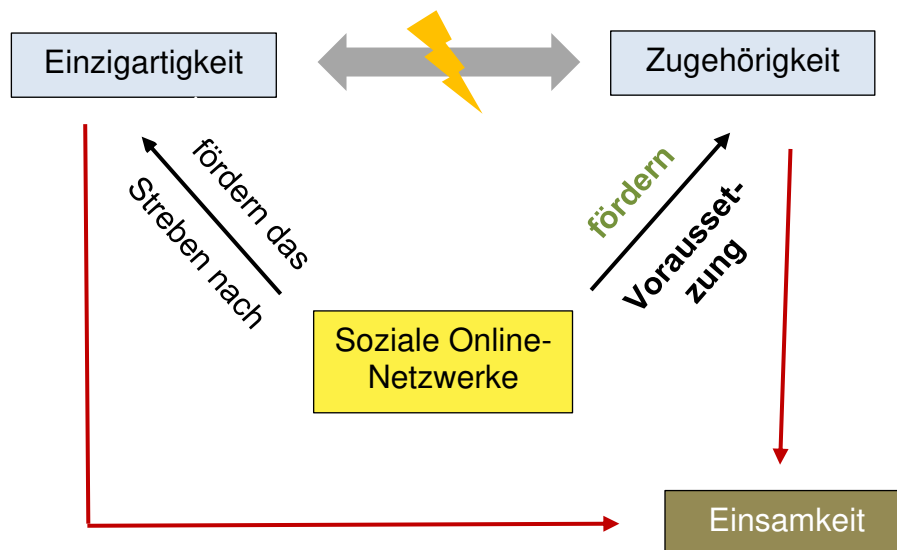 Einzigartigkeit
Zugehörigkeit
fördern das
Streben nach
fördern
Vorausset-
zung
Soziale Online-
Netzwerke
Einsamkeit